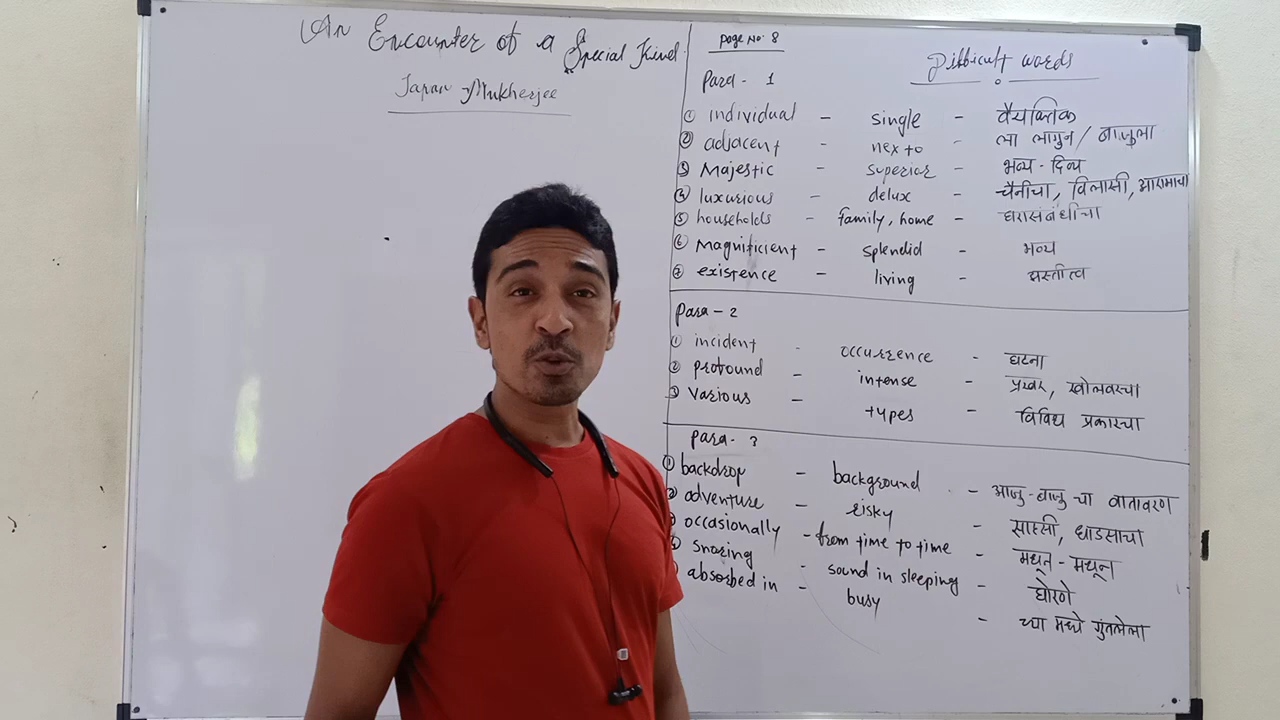 An Encounter of a Special Kind
Japan Mukherjee
Page No: 8
Difficult words
Para - 1
① individual - single - वैयक्तिक
② adjacent - nex to - ला लागुन / बाजुला
③ Majestic - superior - भव्य - दिव्य
④ luxurious - delux - चैनीचा, विलासी, आरामाचा
⑤ households - family, home - घरासंबंधीचा
⑥ Magnificient - splendid - भव्य
⑦ existence - living - अस्तीत्व
Para - 2
① incident - occurrence - घटना
② profound - intense - प्रखर, खोलवरचा
③ various - types - विविध प्रकारचा
Para - 3
① backdrop - background - आजु-बाजु चा वातावरण
② adventure - risky - साहसी, धाडसाचा
occasionally - from time to time - मधून - मधून
④ snoring - sound in sleeping - घोरणे
absorbed in - busy - च्या मध्ये गुंतलेला